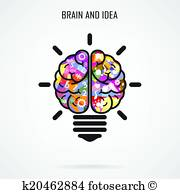 BRAIN AND IDEA
k20462884 fotosearch ©